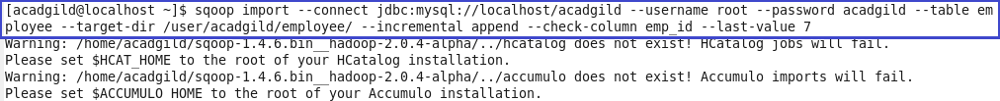 [acadgild@localhost ~]$ sqoop import --connect jdbc:mysql://localhost/acadgild --username root --password acadgild --table em
ployee --target-dir /user/acadgild/employee/ --incremental append --check-column emp_id --last-value 7
Warning: /home/acadgild/sqoop-1.4.6.bin__hadoop-2.0.4-alpha/../hcatalog does not exist! HCatalog jobs will fail.
Please set $HCAT_HOME to the root of your HCatalog installation.
Warning: /home/acadgild/sqoop-1.4.6.bin__hadoop-2.0.4-alpha/../accumulo does not exist! Accumulo imports will fail.
Please set $ACCUMULO_HOME to the root of your Accumulo installation.